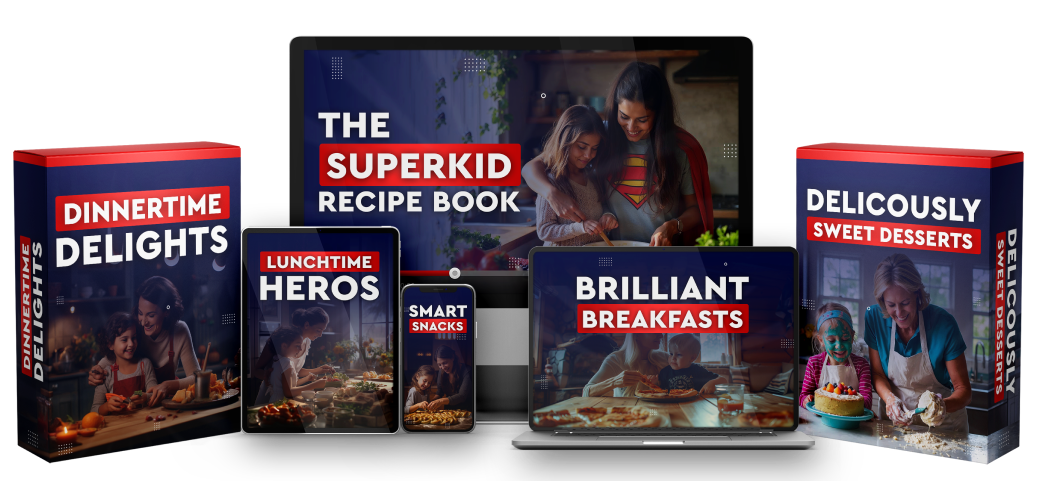 THE
SUPERKID
RECIPE BOOK
DINNERTIME
DELIGHTS
DINNERTIME
DELIGHTS
LUNCHTIME
HEROS
SMART
SNACKS
BRILLIANT
BREAKFASTS
DELICOUSLY
SWEET DESSERTS
DELICOUSLY
SWEET DESSERTS